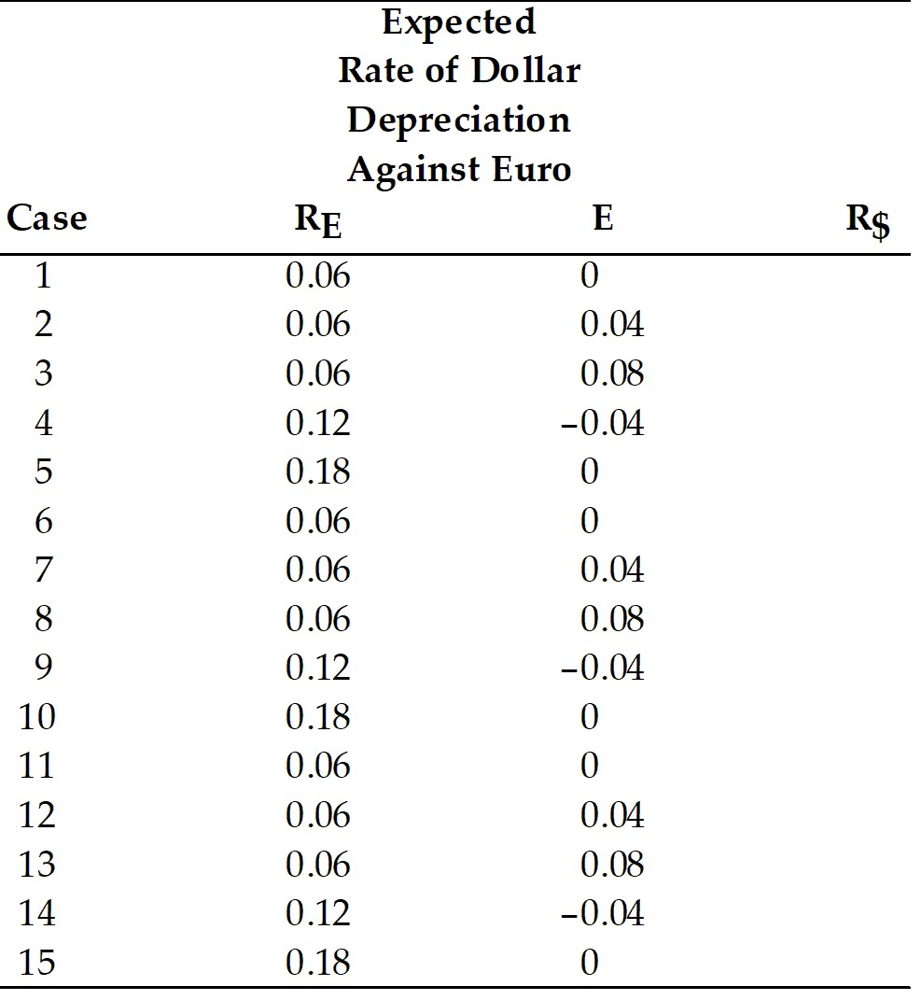 Expected
Rate of Dollar
Depreciation
Against Euro
Case RE E R$
1 0.06 0
2 0.06 0.04
3 0.06 0.08
4 0.12 –0.04
5 0.18 0
6 0.06 0
7 0.06 0.04
8 0.06 0.08
9 0.12 –0.04
10 0.18 0
11 0.06 0
12 0.06 0.04
13 0.06 0.08
14 0.12 –0.04
15 0.18 0